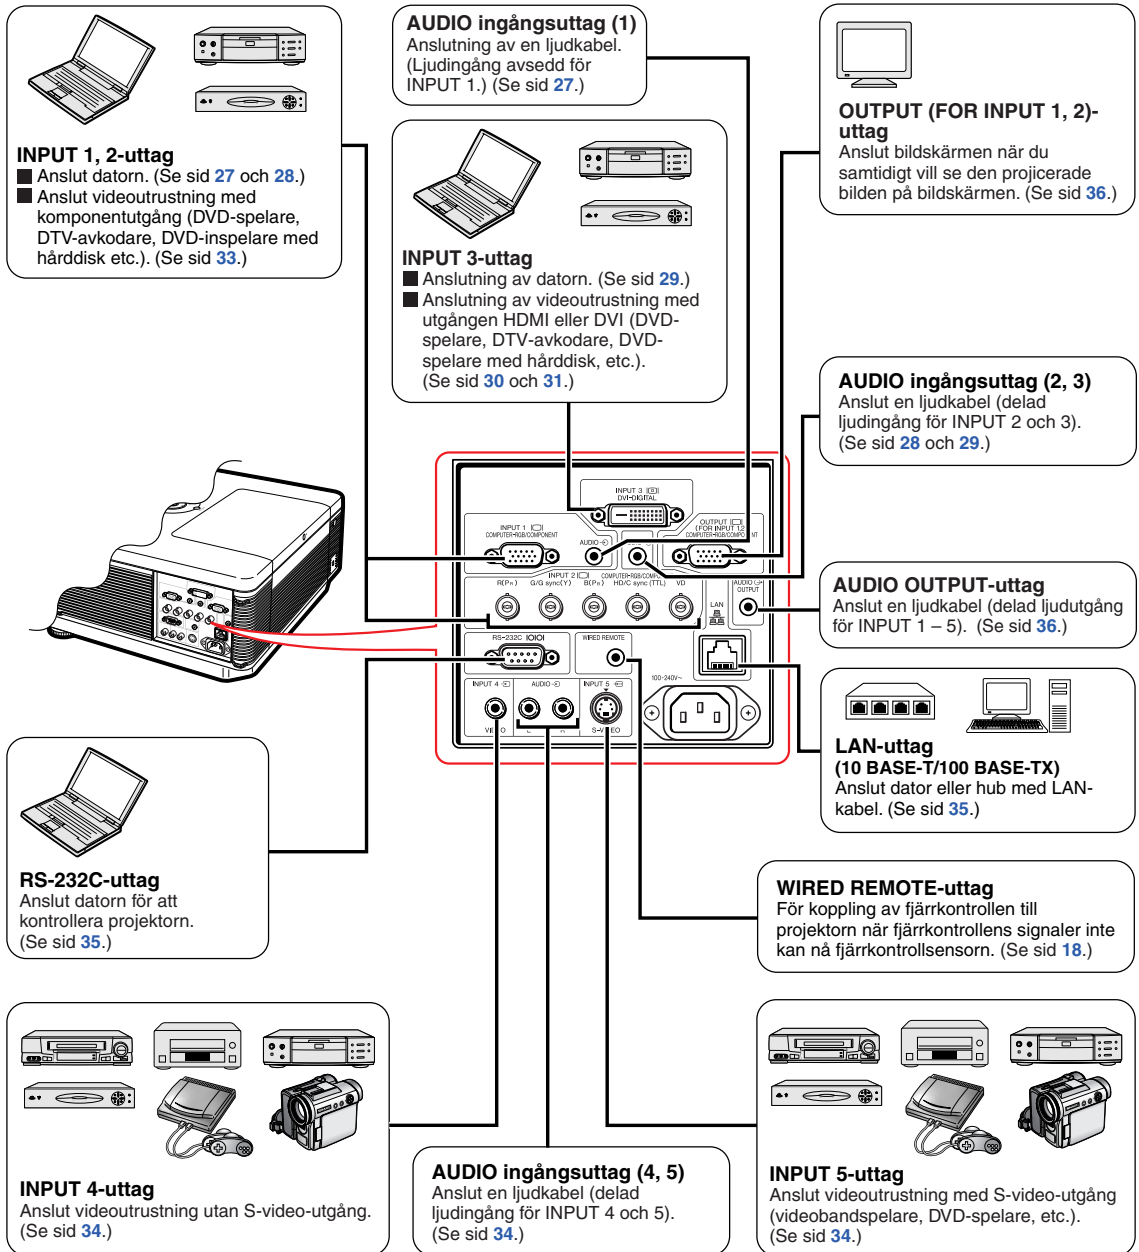 INPUT 1, 2-uttag
■ Anslut datorn. (Se sid 27 och 28.)
■ Anslut videoutrustning med
komponentutgång (DVD-spelare,
DTV-avkodare, DVD-inspelare med
hårddisk etc.). (Se sid 33.)
AUDIO ingångsuttag (1)
Anslutning av en ljudkabel.
(Ljudingång avsedd för
INPUT 1.) (Se sid 27.)
OUTPUT (FOR INPUT 1, 2)-
uttag
Anslut bildskärmen när du
samtidigt vill se den projicerade
bilden på bildskärmen. (Se sid 36.)
INPUT 3-uttag
■ Anslutning av datorn. (Se sid 29.)
■ Anslutning av videoutrustning med
utgången HDMI eller DVI (DVD-
spelare, DTV-avkodare, DVD-
spelare med hårddisk, etc.).
(Se sid 30 och 31.)
AUDIO ingångsuttag (2, 3)
Anslut en ljudkabel (delad
ljudingång för INPUT 2 och 3).
(Se sid 28 och 29.)
INPUT 3
DVI-DIGITAL
INPUT 1
COMPUTER-RGB/COMPONENT
AUDIO
OUTPUT
(FOR INPUT 1,2)
COMPUTER-RGB/COMPONENT
INPUT 2
R(PR) G/G sync(Y) B(PB) HD/C sync (TTL) VD
LAN
AUDIO
OUTPUT
RS-232C
WIRED REMOTE
100-240V~
INPUT 4
AUDIO
INPUT 5
VIDEO
S-VIDEO
AUDIO OUTPUT-uttag
Anslut en ljudkabel (delad ljudutgång
för INPUT 1 – 5). (Se sid 36.)
LAN-uttag
(10 BASE-T/100 BASE-TX)
Anslut dator eller hub med LAN-
kabel. (Se sid 35.)
RS-232C-uttag
Anslut datorn för att
kontrollera projektorn.
(Se sid 35.)
WIRED REMOTE-uttag
För koppling av fjärrkontrollen till
projektorn när fjärrkontrollens signaler inte
kan nå fjärrkontrollsensorn. (Se sid 18.)
INPUT 4-uttag
Anslut videoutrustning utan S-video-utgång.
(Se sid 34.)
AUDIO ingångsuttag (4, 5)
Anslut en ljudkabel (delad
ljudingång för INPUT 4 och 5).
(Se sid 34.)
INPUT 5-uttag
Anslut videoutrustning med S-video-utgång
(videobandspelare, DVD-spelare, etc.).
(Se sid 34.)